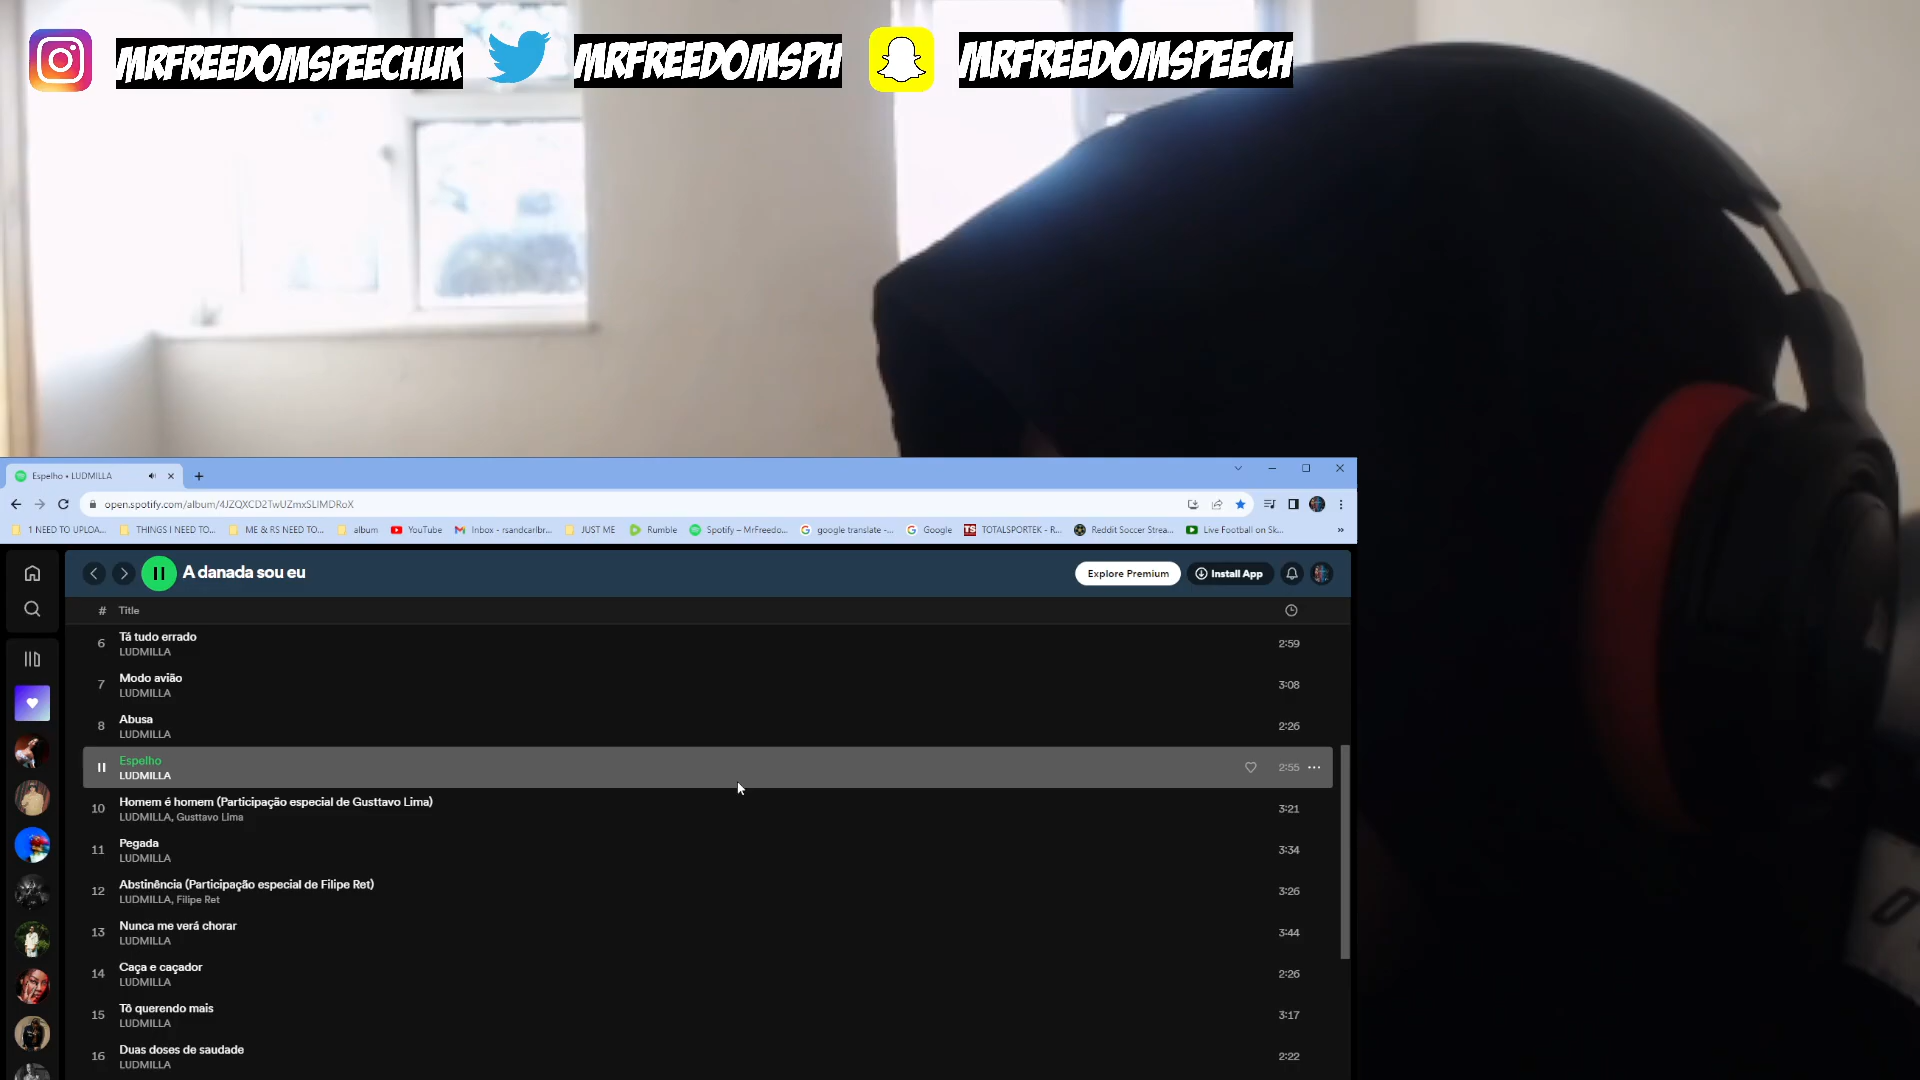 MRFREEDOMSPEECHUK
MRFREEDOMSPH
MRFREEDOMSPEECH
Espelho • LUDMILLA
open.spotify.com/album/4JZQXCD2TwUZmxSLIMDRoX
1 NEED TO UPLOA...
THINGS I NEED TO...
ME & RS NEED TO...
album
YouTube
Inbox - rsandcarlbr...
JUST ME
Rumble
Spotify – MrFreedo...
google translate -...
Google
TOTALSPORTEK - R...
Reddit Soccer Strea...
Live Football on Sk...
A danada sou eu
Explore Premium
Install App
# Title
6 Tá tudo errado 2:59
LUDMILLA
7 Modo avião 3:08
LUDMILLA
8 Abusa 2:26
LUDMILLA
Espelho 2:55
LUDMILLA
10 Homem é homem (Participação especial de Gusttavo Lima) 3:21
LUDMILLA, Gusttavo Lima
11 Pegada 3:34
LUDMILLA
12 Abstinência (Participação especial de Filipe Ret) 3:26
LUDMILLA, Filipe Ret
13 Nunca me verá chorar 3:44
LUDMILLA
14 Caça e caçador 2:26
LUDMILLA
15 Tô querendo mais 3:17
LUDMILLA
16 Duas doses de saudade 2:22
LUDMILLA